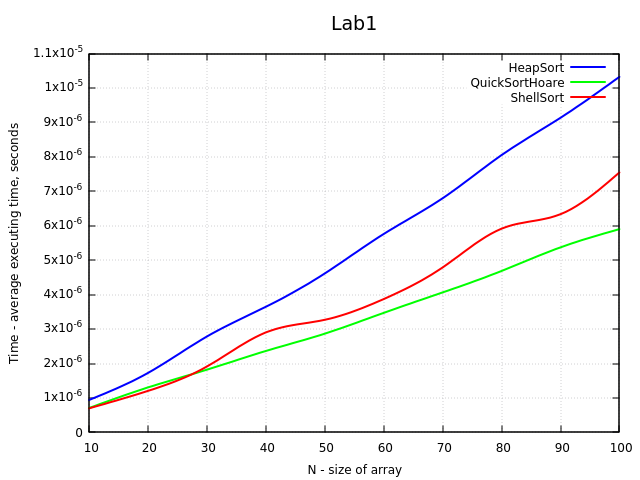 Lab1
1.1x10⁻⁵
1x10⁻⁵
9x10⁻⁶
8x10⁻⁶
7x10⁻⁶
6x10⁻⁶
5x10⁻⁶
4x10⁻⁶
3x10⁻⁶
2x10⁻⁶
1x10⁻⁶
0
Time - average executing time, seconds
HeapSort
QuickSortHoare
ShellSort
10 20 30 40 50 60 70 80 90 100
N - size of array